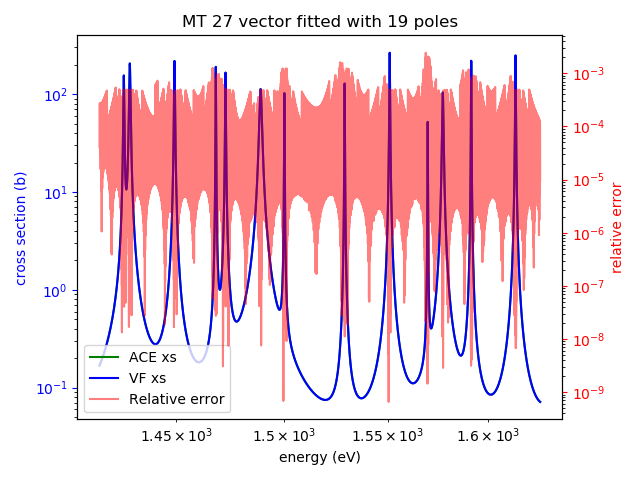 MT 27 vector fitted with 19 poles
10²
10¹
10⁰
10⁻¹
cross section (b)
10⁻³
10⁻⁴
10⁻⁵
10⁻⁶
10⁻⁷
10⁻⁸
10⁻⁹
relative error
ACE xs
VF xs
Relative error
1.45 × 10³ 1.5 × 10³ 1.55 × 10³ 1.6 × 10³
energy (eV)